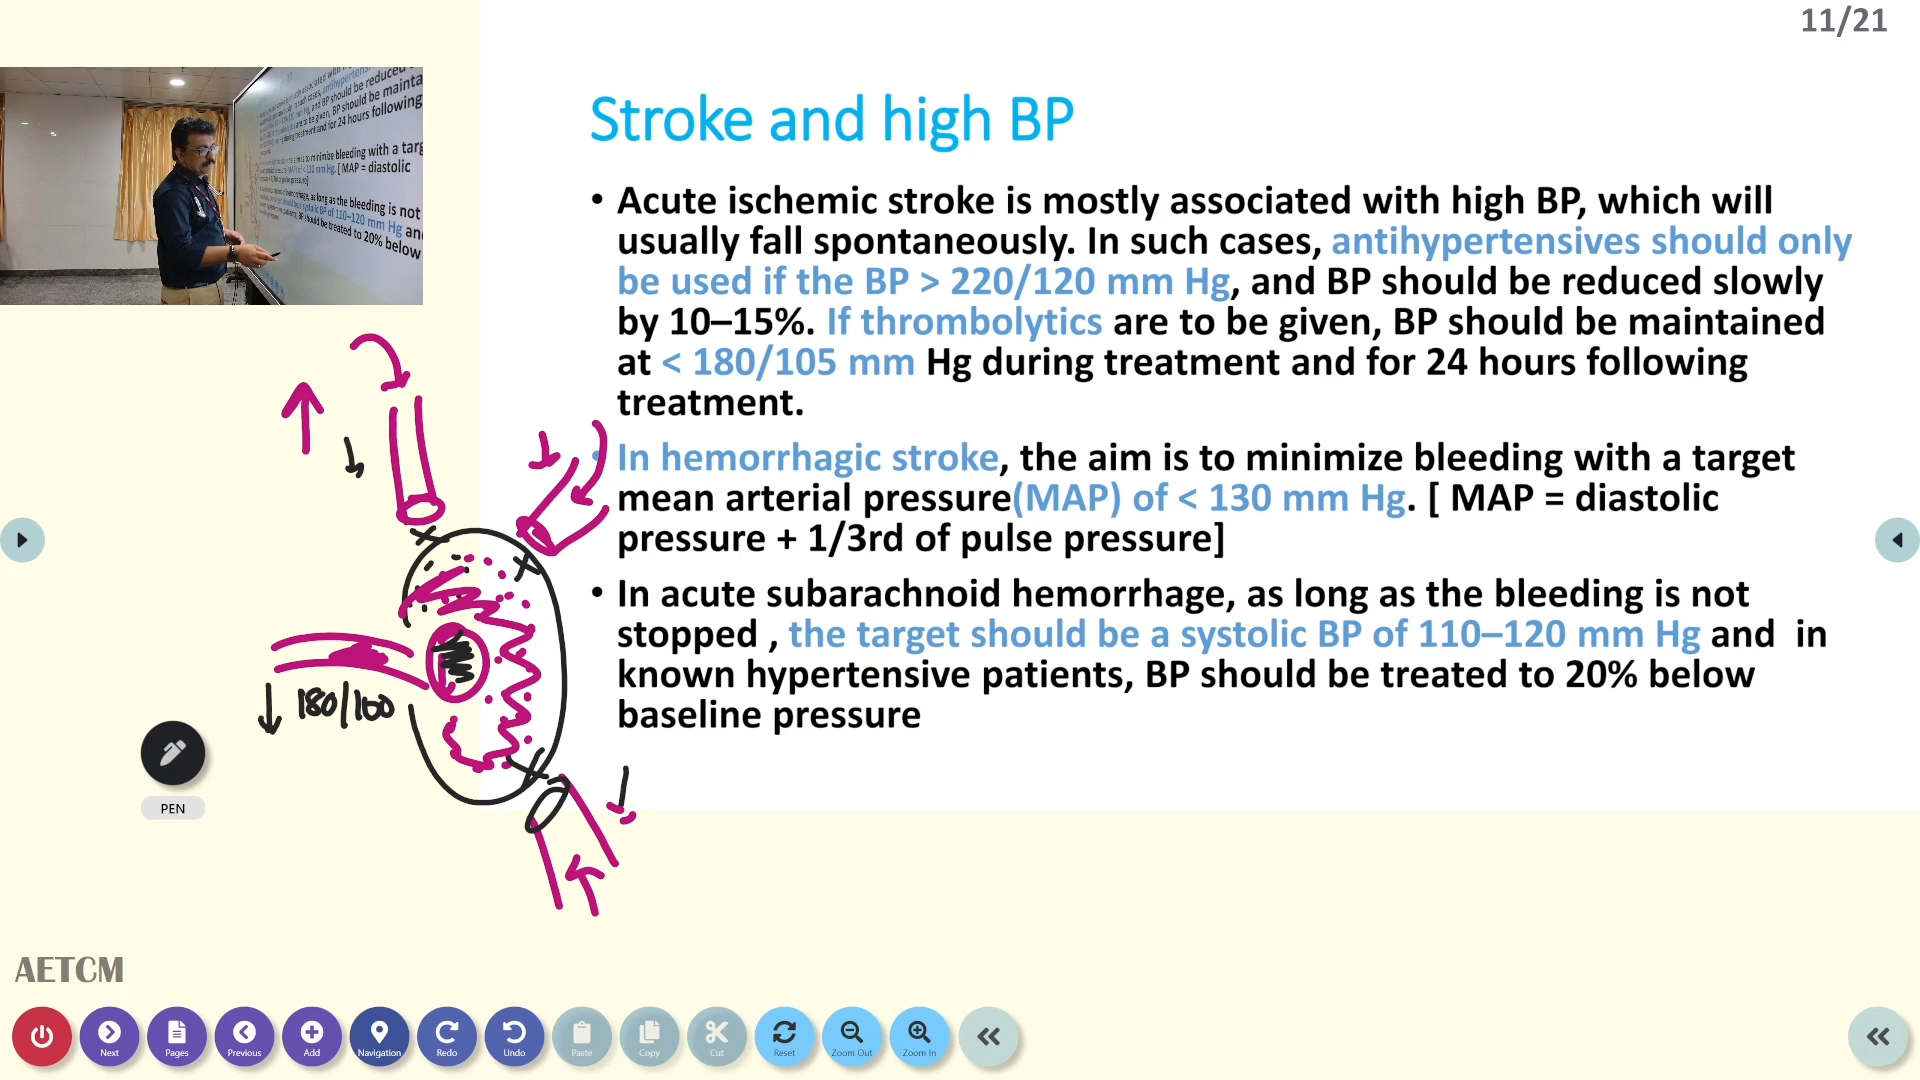 11/21
Stroke and high BP
• Acute ischemic stroke is mostly associated with high BP, which will
usually fall spontaneously. In such cases, antihypertensives should only
be used if the BP > 220/120 mm Hg, and BP should be reduced slowly
by 10–15%. If thrombolytics are to be given, BP should be maintained
at < 180/105 mm Hg during treatment and for 24 hours following
treatment.
• In hemorrhagic stroke, the aim is to minimize bleeding with a target
mean arterial pressure(MAP) of < 130 mm Hg. [ MAP = diastolic
pressure + 1/3rd of pulse pressure]
• In acute subarachnoid hemorrhage, as long as the bleeding is not
stopped , the target should be a systolic BP of 110–120 mm Hg and in
known hypertensive patients, BP should be treated to 20% below
baseline pressure
180/100
PEN
AETCM
Next Pages Previous Add Navigation Redo Undo Paste Copy Cut Reset Zoom Out Zoom In